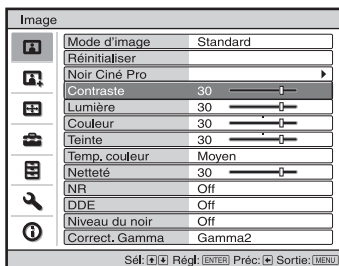 Image
Mode d'image Standard
Réinitialiser
Noir Ciné Pro
Contraste 30
Lumière 30
Couleur 30
Teinte 30
Temp. couleur Moyen
Netteté 30
NR Off
DDE Off
Niveau du noir Off
Correct. Gamma Gamma2
Sél: Régl: ENTER Préc: Sortie: MENU